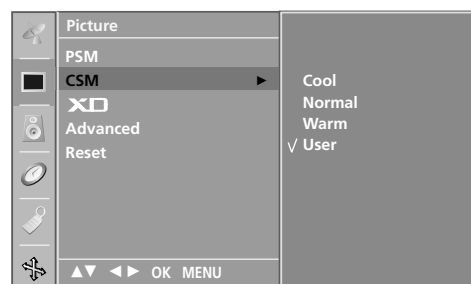 Picture
PSM
CSM ►
XD
Advanced
Reset
Cool
Normal
Warm
√ User
▲▼ ◄► OK MENU